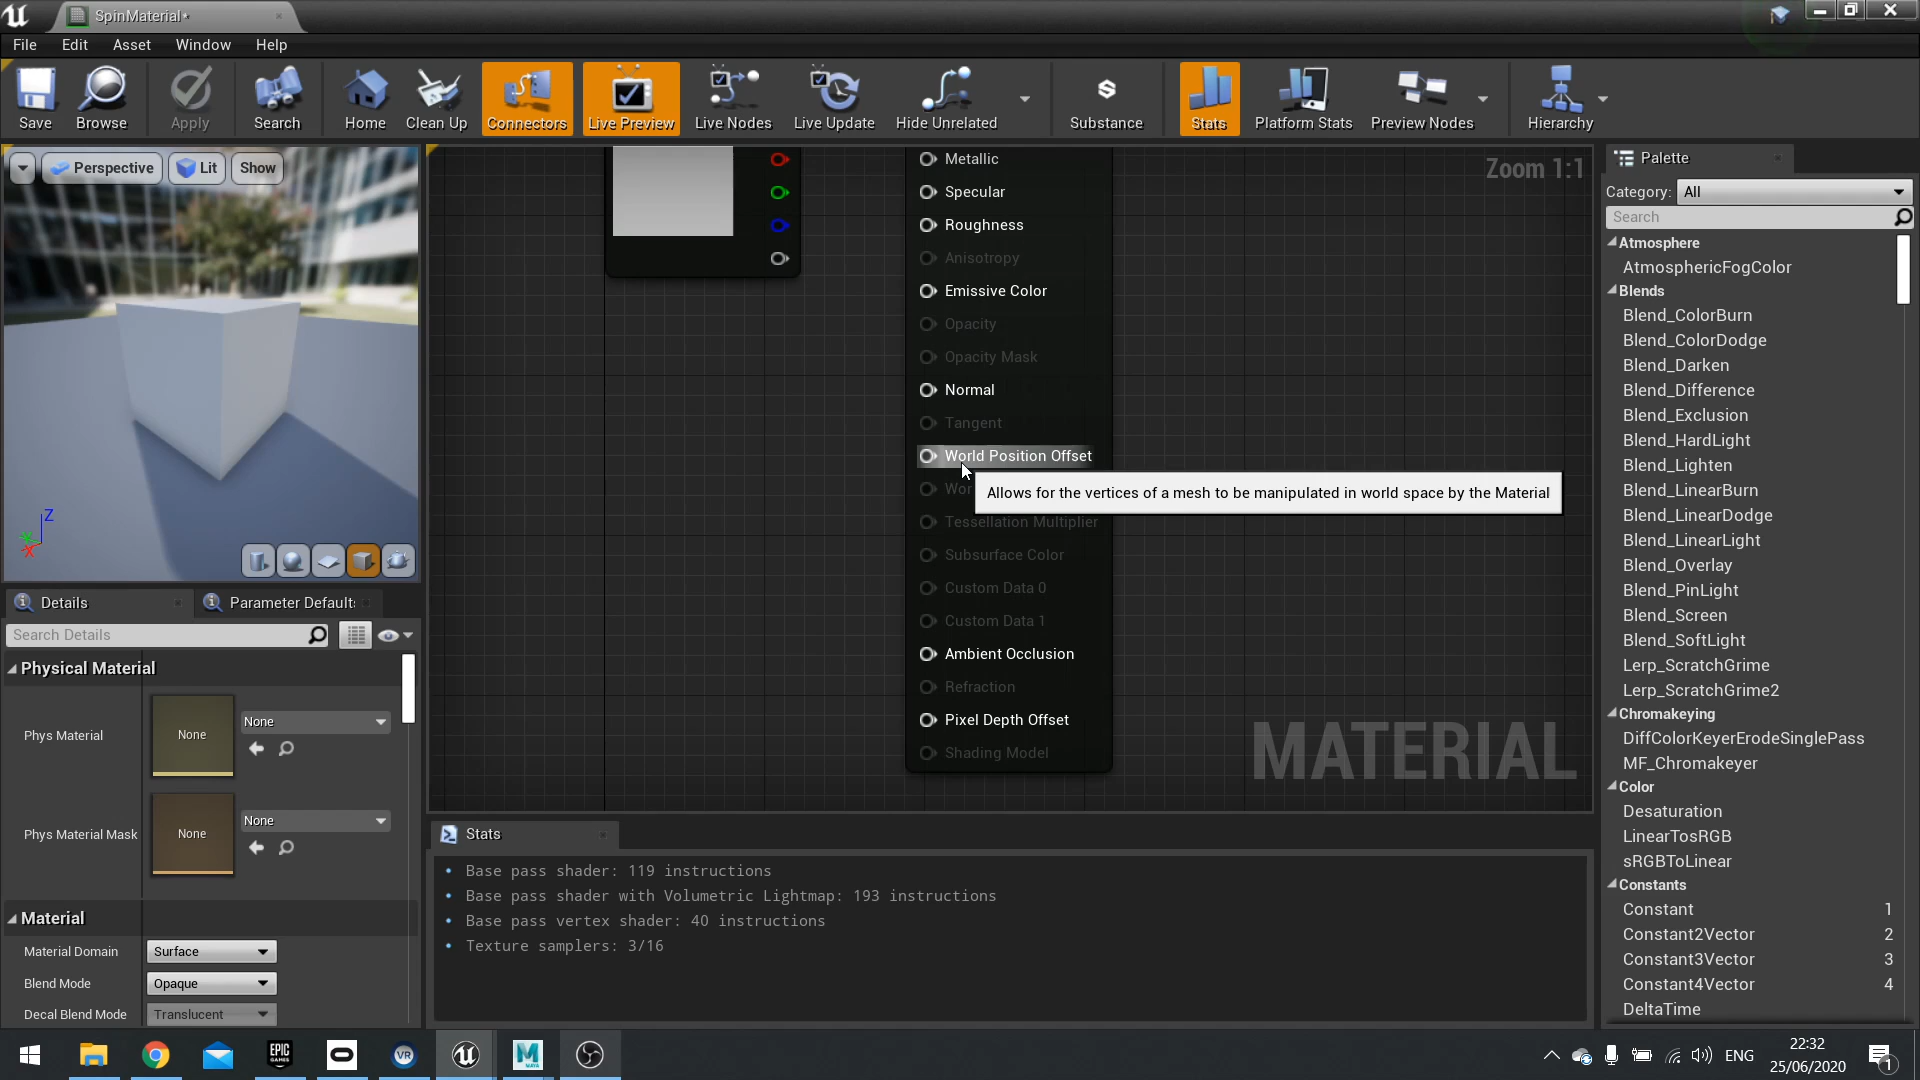 SpinMaterial*
File Edit Asset Window Help
Save Browse Apply Search Home Clean Up Connectors Live Preview Live Nodes Live Update Hide Unrelated Substance Stats Platform Stats Preview Nodes Hierarchy
Perspective Lit Show
Z
Y
X
Details
Parameter Default
Search Details
Physical Material
Phys Material
None
None
Phys Material Mask
None
None
Material
Material Domain Surface
Blend Mode Opaque
Decal Blend Mode Translucent
Zoom 1:1
Metallic
Specular
Roughness
Anisotropy
Emissive Color
Opacity
Opacity Mask
Normal
Tangent
World Position Offset
Wor
Allows for the vertices of a mesh to be manipulated in world space by the Material
Tessellation Multiplier
Subsurface Color
Custom Data 0
Custom Data 1
Ambient Occlusion
Refraction
Pixel Depth Offset
Shading Model
MATERIAL
Stats
Base pass shader: 119 instructions
Base pass shader with Volumetric Lightmap: 193 instructions
Base pass vertex shader: 40 instructions
Texture samplers: 3/16
Palette
Category: All
Search
Atmosphere
AtmosphericFogColor
Blends
Blend_ColorBurn
Blend_ColorDodge
Blend_Darken
Blend_Difference
Blend_Exclusion
Blend_HardLight
Blend_Lighten
Blend_LinearBurn
Blend_LinearDodge
Blend_LinearLight
Blend_Overlay
Blend_PinLight
Blend_Screen
Blend_SoftLight
Lerp_ScratchGrime
Lerp_ScratchGrime2
Chromakeying
DiffColorKeyerErodeSinglePass
MF_Chromakeyer
Color
Desaturation
LinearTosRGB
sRGBToLinear
Constants
Constant 1
Constant2Vector 2
Constant3Vector 3
Constant4Vector 4
DeltaTime
EPIC GAMES
VR
M
MAYA
ENG
22:32
25/06/2020
1